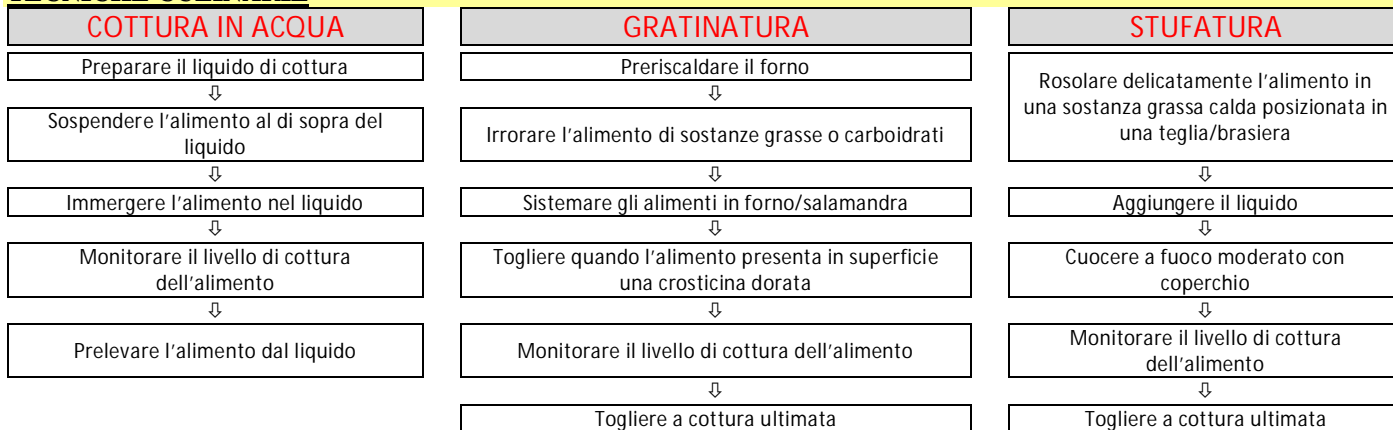 TECNICHE CULINARIE
COTTURA IN ACQUA
Preparare il liquido di cottura
⇩
Sospendere l'alimento al di sopra del
liquido
⇩
Immergere l'alimento nel liquido
⇩
Monitorare il livello di cottura
dell'alimento
⇩
Prelevare l'alimento dal liquido
GRATINATURA
Preriscaldare il forno
⇩
Irrorare l'alimento di sostanze grasse o carboidrati
⇩
Sistemare gli alimenti in forno/salamandra
⇩
Togliere quando l'alimento presenta in superficie
una crosticina dorata
⇩
Monitorare il livello di cottura dell'alimento
⇩
Togliere a cottura ultimata
STUFATURA
Rosolare delicatamente l'alimento in
una sostanza grassa calda posizionata in
una teglia/brasiera
⇩
Aggiungere il liquido
⇩
Cuocere a fuoco moderato con
coperchio
⇩
Monitorare il livello di cottura
dell'alimento
⇩
Togliere a cottura ultimata